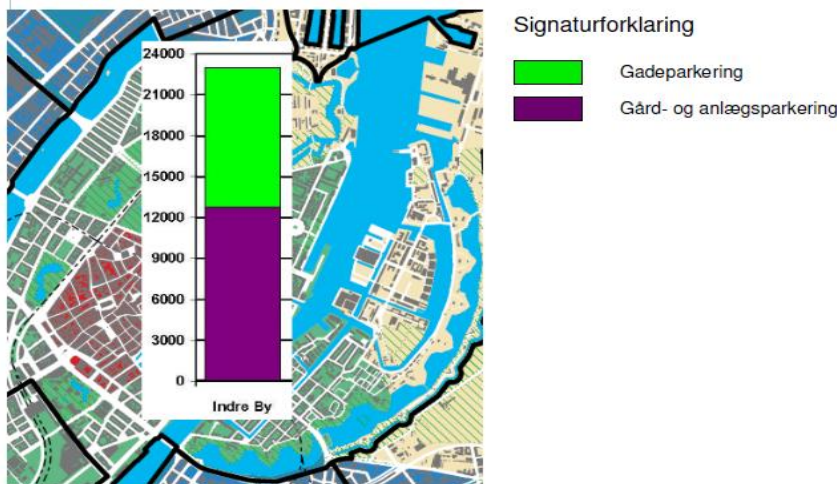 Signaturforklaring
Gadeparkering
Gård- og anlægsparkering
24000
21000
18000
15000
12000
9000
6000
3000
0
Indre By